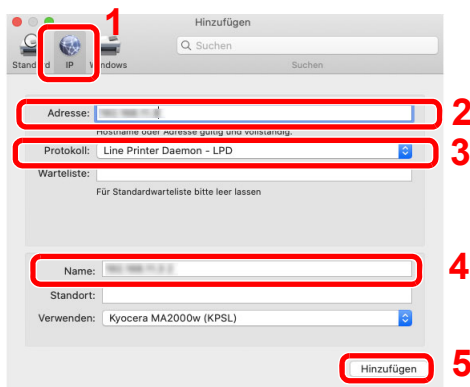 1
Hinzufügen
Suchen
Standard IP Windows
Suchen
Adresse:
2
Hostname oder Adresse gültig und vollständig.
Protokoll: Line Printer Daemon – LPD
3
Warteliste:
Für Standardwarteliste bitte leer lassen
Name:
4
Standort:
Verwenden: Kyocera MA2000w (KPSL)
Hinzufügen
5